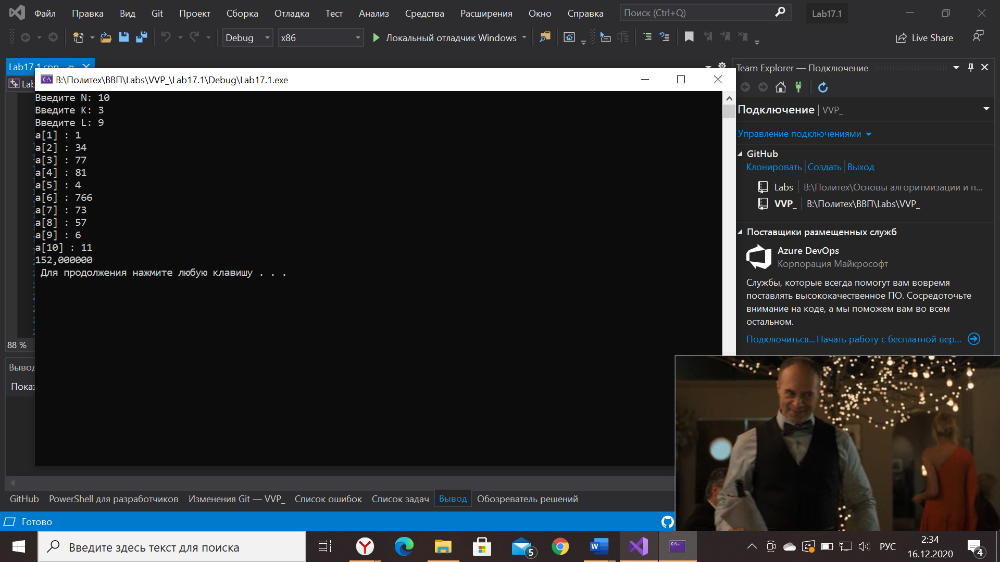 Файл Правка Вид Git Проект Сборка Отладка Тест Анализ Средства Расширения Окно Справка Поиск (Ctrl+Q) Lab17.1
Debug x86 Локальный отладчик Windows Live Share
Lab17.1.cpp
Lab
B:\Политех\ВВП\Labs\VVP_\Lab17.1\Debug\Lab17.1.exe
Введите N: 10
Введите K: 3
Введите L: 9
a[1] : 1
a[2] : 34
a[3] : 77
a[4] : 81
a[5] : 4
a[6] : 766
a[7] : 73
a[8] : 57
a[9] : 6
a[10] : 11
152,000000
Для продолжения нажмите любую клавишу . . .
88 %
Вывод
Показ
Team Explorer — Подключение
Подключение | VVP_
Управление подключениями
GitHub
Клонировать Создать Выход
Labs B:\Политех\Основы алгоритмизации и п...
VVP_ B:\Политех\ВВП\Labs\VVP_
Поставщики размещенных служб
Azure DevOps
Корпорация Майкрософт
Службы, которые всегда помогут вам вовремя
поставлять высококачественное ПО. Сосредоточьте
внимание на коде, а мы поможем вам во всем
остальном.
Подключиться... Начать работу с бесплатной вер...
GitHub PowerShell для разработчиков Изменения Git — VVP_ Список ошибок Список задач Вывод Обозреватель решений
Готово
Введите здесь текст для поиска
5
РУС
2:34
16.12.2020
4